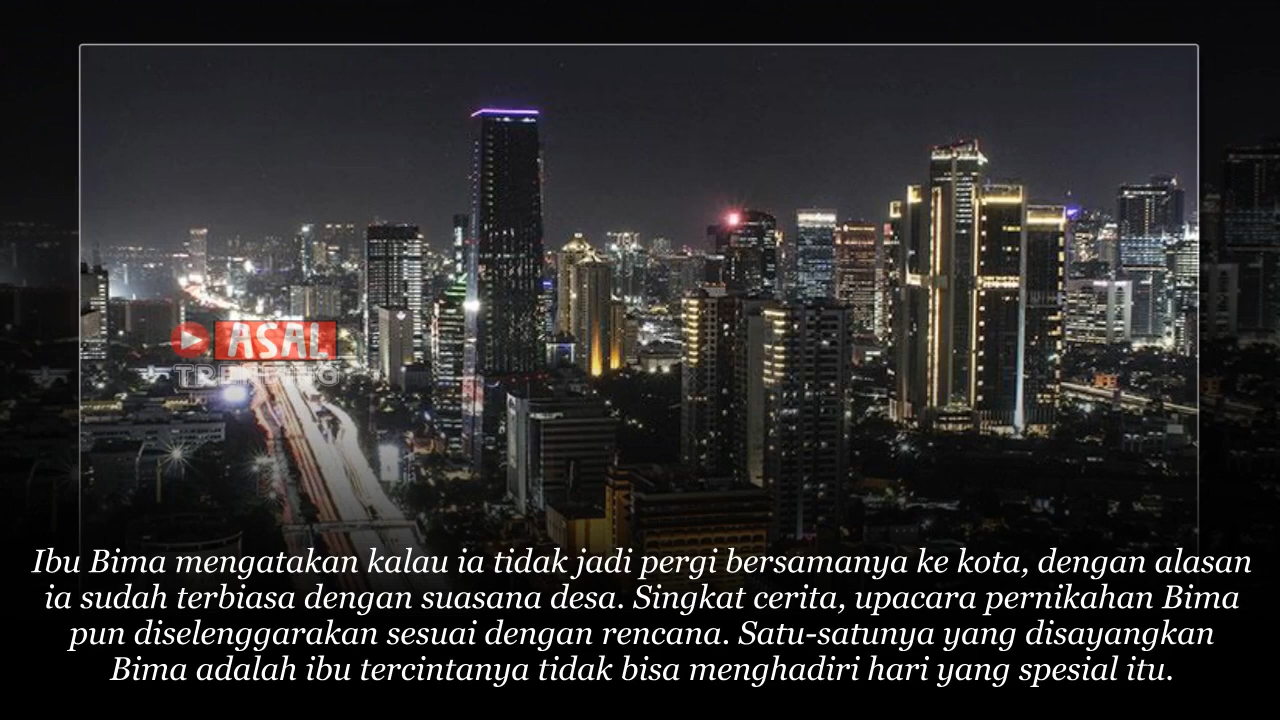 ASAL
TRENDING
Ibu Bima mengatakan kalau ia tidak jadi pergi bersamanya ke kota, dengan alasan
ia sudah terbiasa dengan suasana desa. Singkat cerita, upacara pernikahan Bima
pun diselenggarakan sesuai dengan rencana. Satu-satunya yang disayangkan
Bima adalah ibu tercintanya tidak bisa menghadiri hari yang spesial itu.